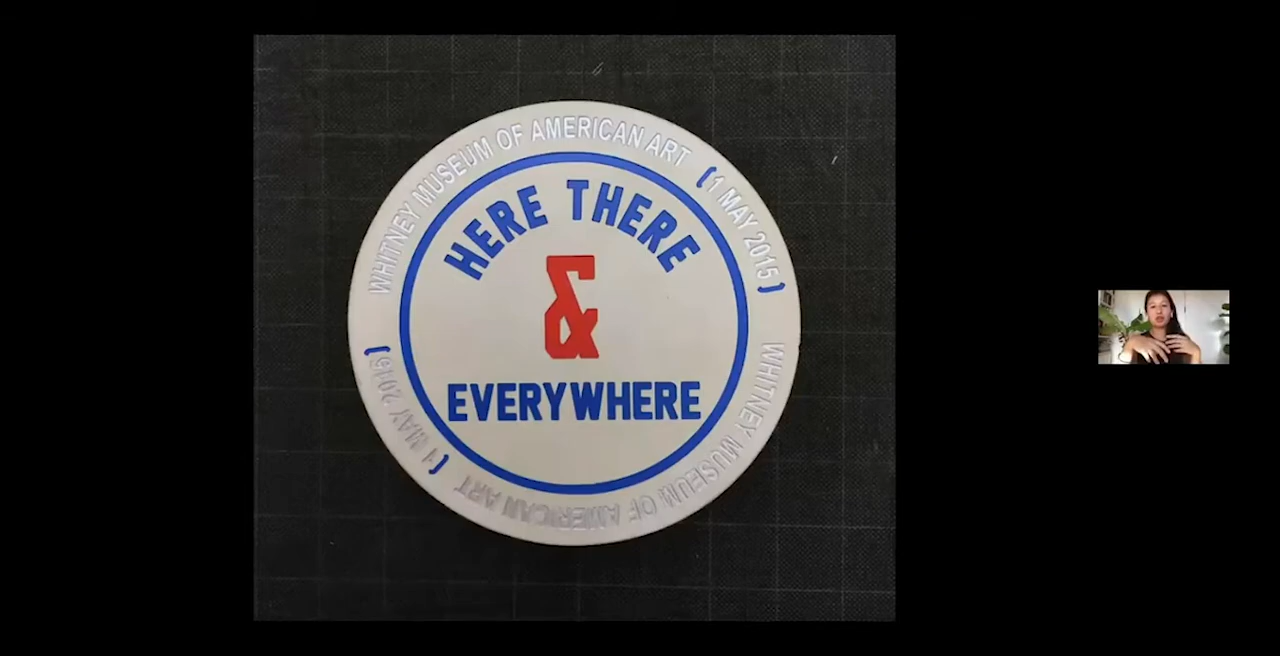 WHITNEY MUSEUM OF AMERICAN ART
(1 MAY 2015)
HERE THERE
&
EVERYWHERE
WHITNEY MUSEUM OF AMERICAN ART
(1 MAY 2015)